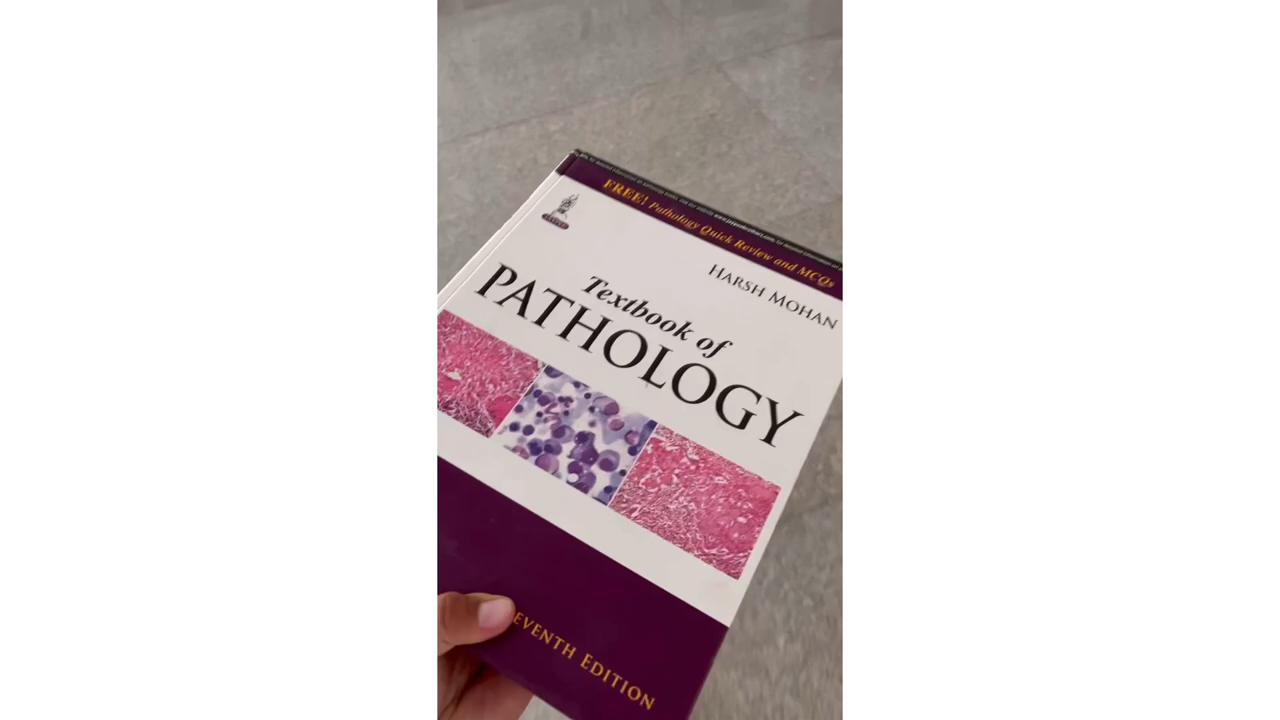 FREE! Pathology Quick Review and MCQs
HARSH MOHAN
Textbook of
PATHOLOGY
EVENTH EDITION